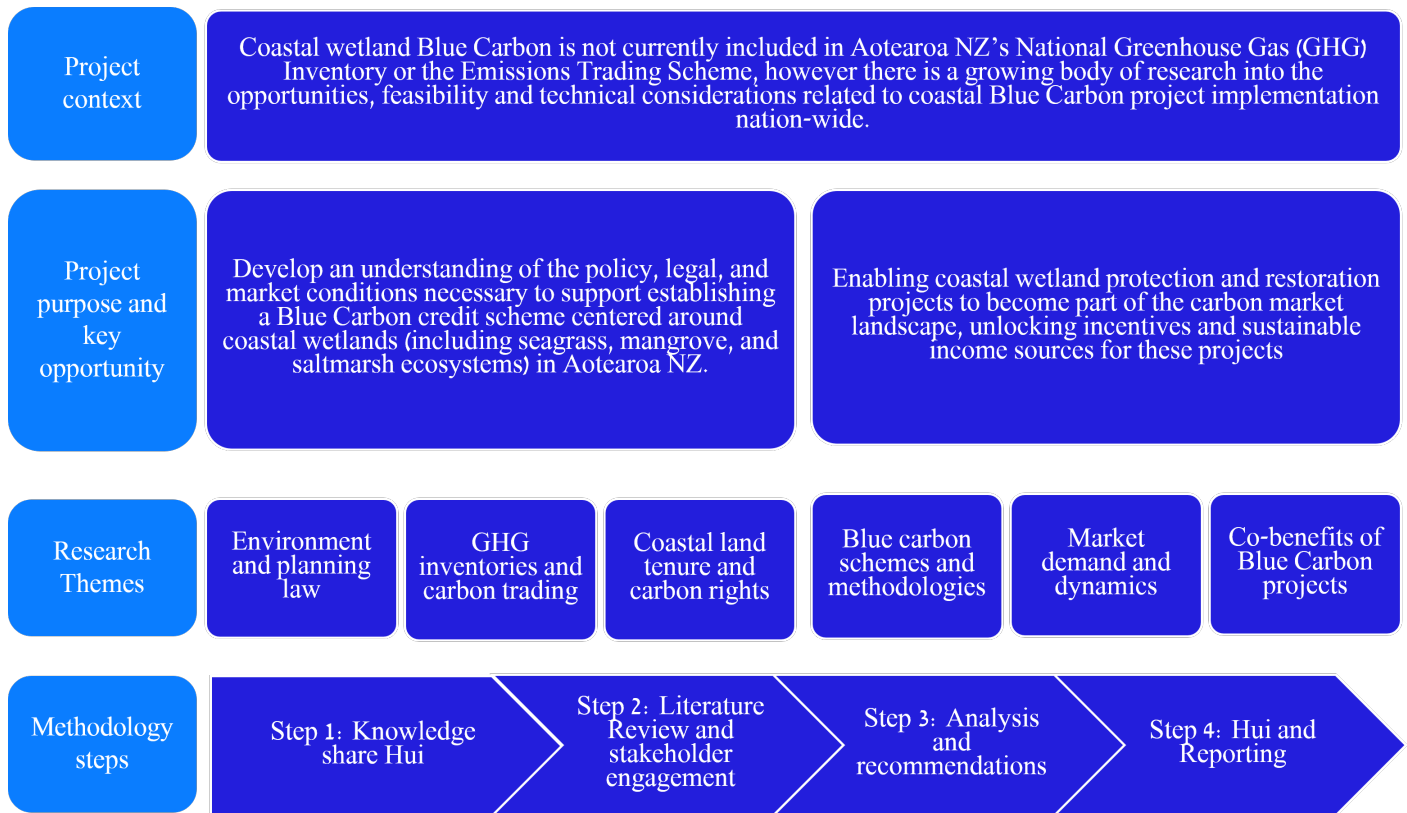 Project
context
Coastal wetland Blue Carbon is not currently included in Aotearoa NZ’s National Greenhouse Gas (GHG)
Inventory or the Emissions Trading Scheme, however there is a growing body of research into the
opportunities, feasibility and technical considerations related to coastal Blue Carbon project implementation
nation-wide.
Project
purpose and
key
opportunity
Develop an understanding of the policy, legal, and
market conditions necessary to support establishing
a Blue Carbon credit scheme centered around
coastal wetlands (including seagrass, mangrove, and
saltmarsh ecosystems) in Aotearoa NZ.
Enabling coastal wetland protection and restoration
projects to become part of the carbon market
landscape, unlocking incentives and sustainable
income sources for these projects
Research
Themes
Environment
and planning
law
GHG
inventories and
carbon trading
Coastal land
tenure and
carbon rights
Blue carbon
schemes and
methodologies
Market
demand and
dynamics
Co-benefits of
Blue Carbon
projects
Methodology
steps
Step 1: Knowledge
share Hui
Step 2: Literature
Review and
stakeholder
engagement
Step 3: Analysis
and
recommendations
Step 4: Hui and
Reporting